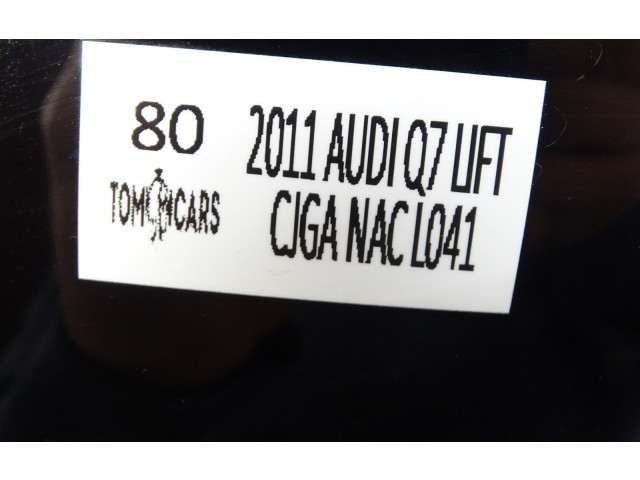 80
TOM CARS
2011 AUDI Q7 LIFT
CJGA NAC L041